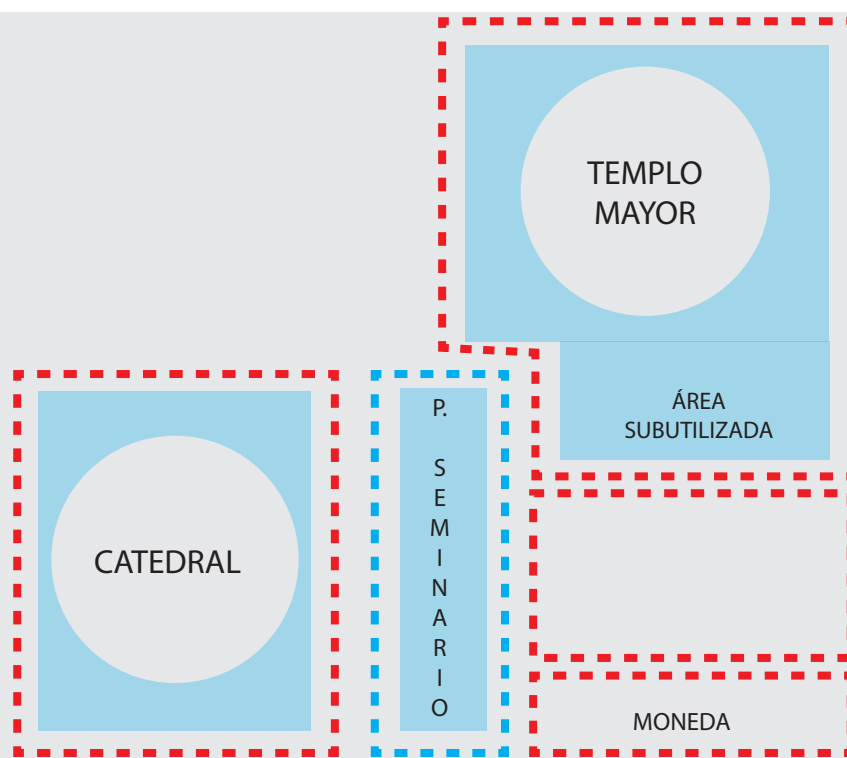 TEMPLO
MAYOR
ÁREA
SUBUTILIZADA
P.
S
E
M
I
N
A
R
I
O
CATEDRAL
MONEDA